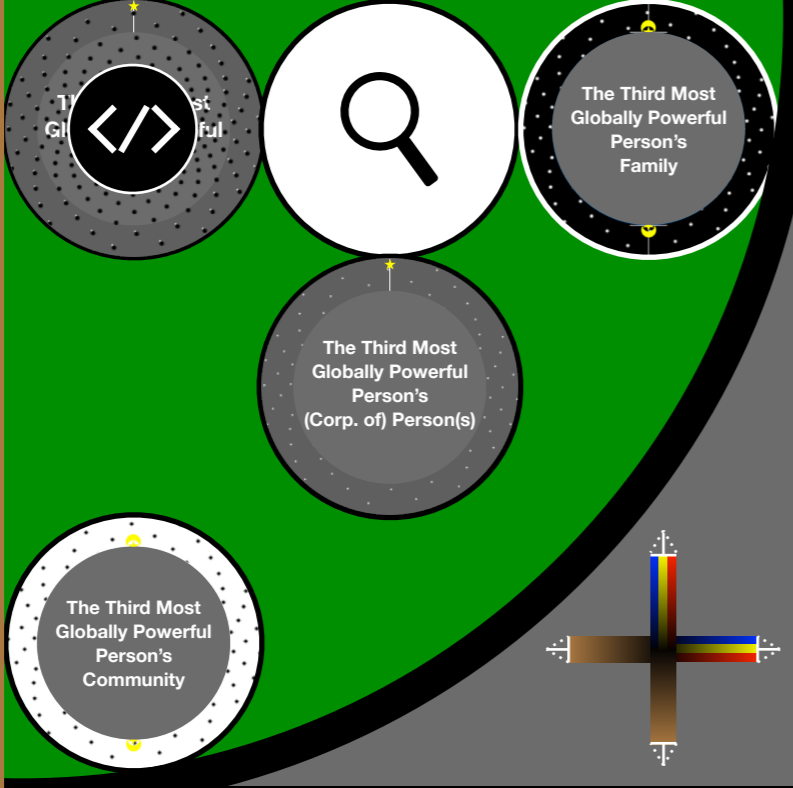 </>
The Third Most
Globally Powerful
Person's
Family
The Third Most
Globally Powerful
Person's
(Corp. of) Person(s)
The Third Most
Globally Powerful
Person's
Community